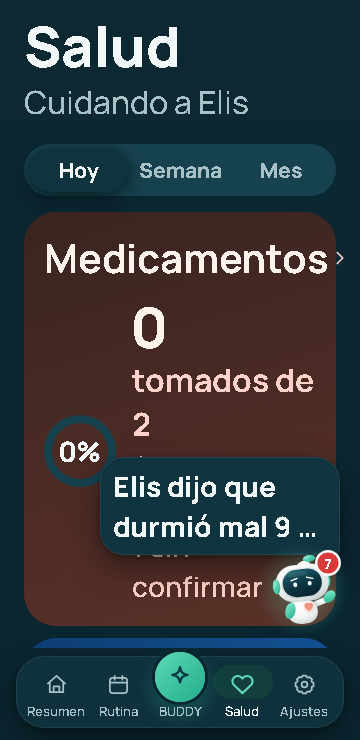 Salud
Cuidando a Elis
Hoy
Semana
Mes
Medicamentos
0
tomados de
2
0%
Elis dijo que
durmió mal 9 ...
confirmar
7
Resumen
Rutina
BUDDY
Salud
Ajustes